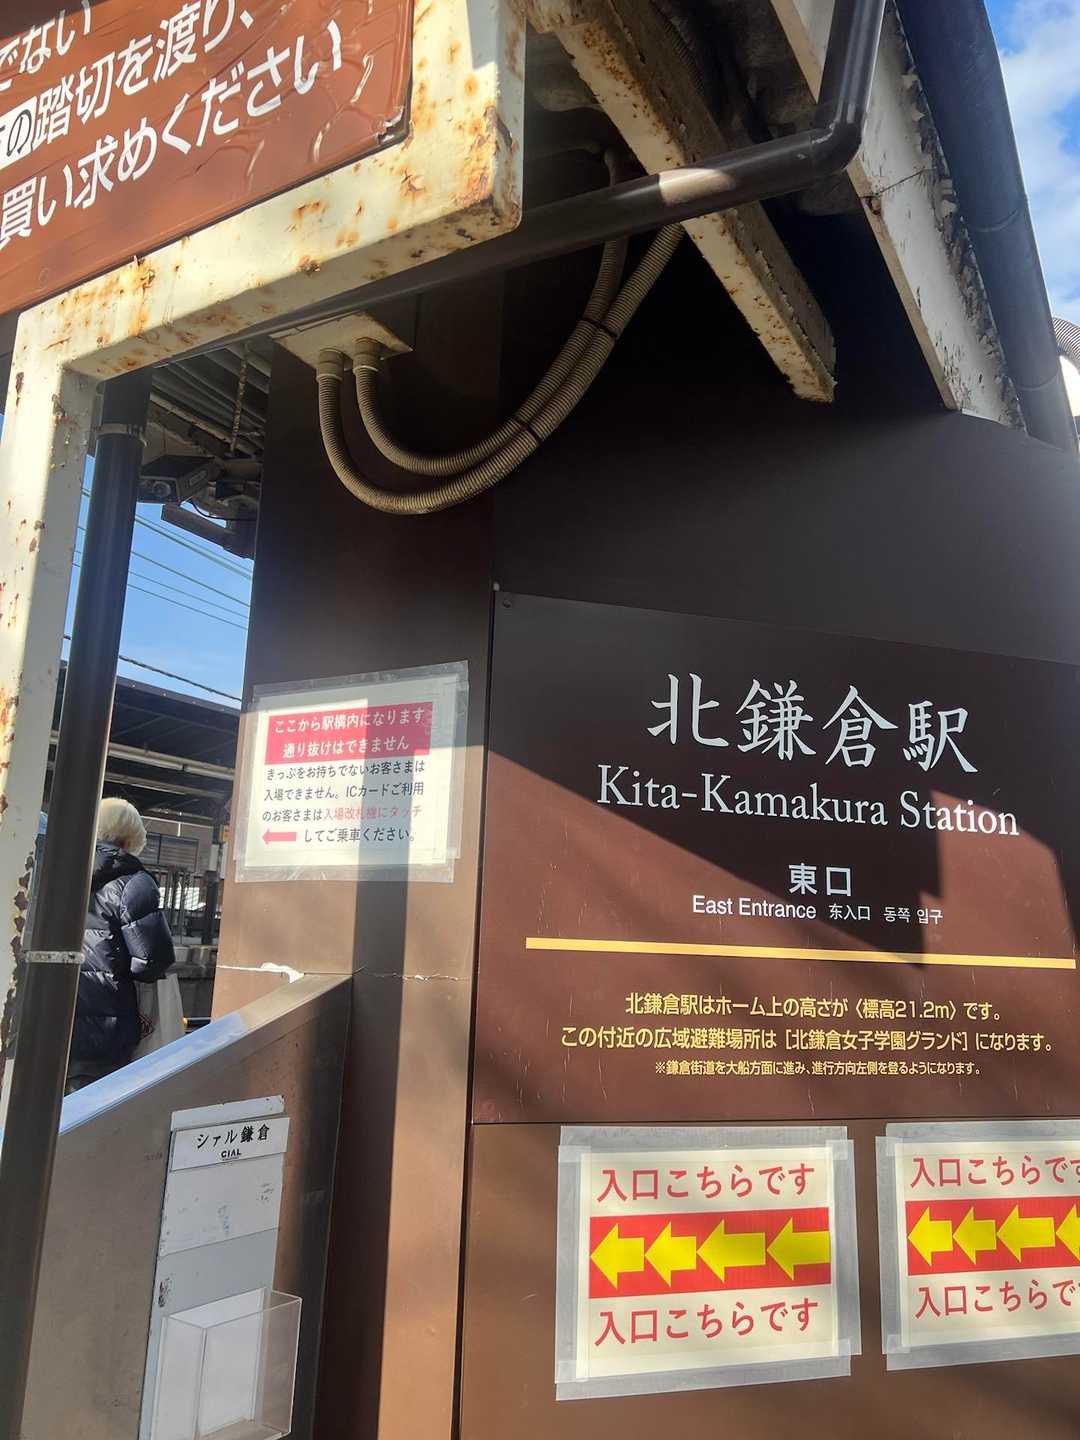 でない
の踏切を渡り、
買い求めください
ここから駅構内になります
通り抜けはできません
きっぷをお持ちでないお客さまは
入場できません。ICカードご利用
のお客さまは入場改札機にタッチ
してご乗車ください。
北鎌倉駅
Kita-Kamakura Station
東口
East Entrance 东入口 동쪽 입구
北鎌倉駅はホーム上の高さが〈標高21.2m〉です。
この付近の広域避難場所は［北鎌倉女子学園グランド］になります。
※鎌倉街道を大船方面に進み、進行方向左側を登るようになります。
シァル鎌倉
CIAL
入口こちらです
入口こちらです
入口こちらです
入口こちらで